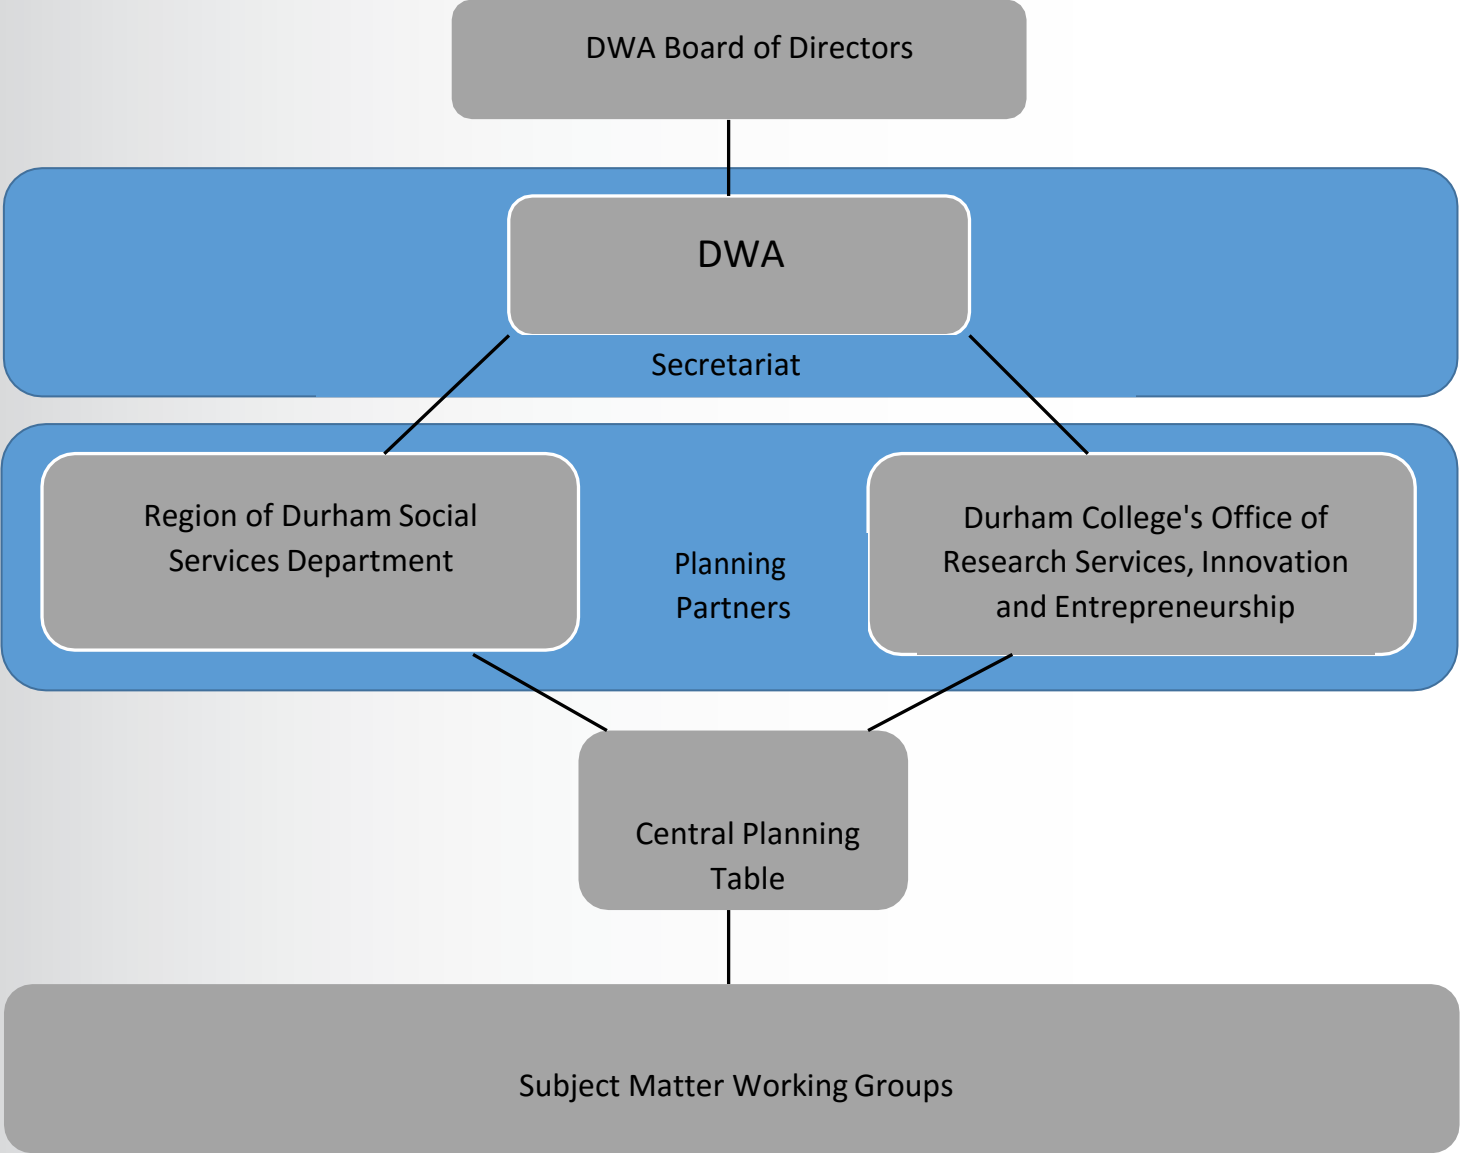 DWA Board of Directors
DWA
Secretariat
Region of Durham Social
Services Department
Planning
Partners
Durham College's Office of
Research Services, Innovation
and Entrepreneurship
Central Planning
Table
Subject Matter Working Groups